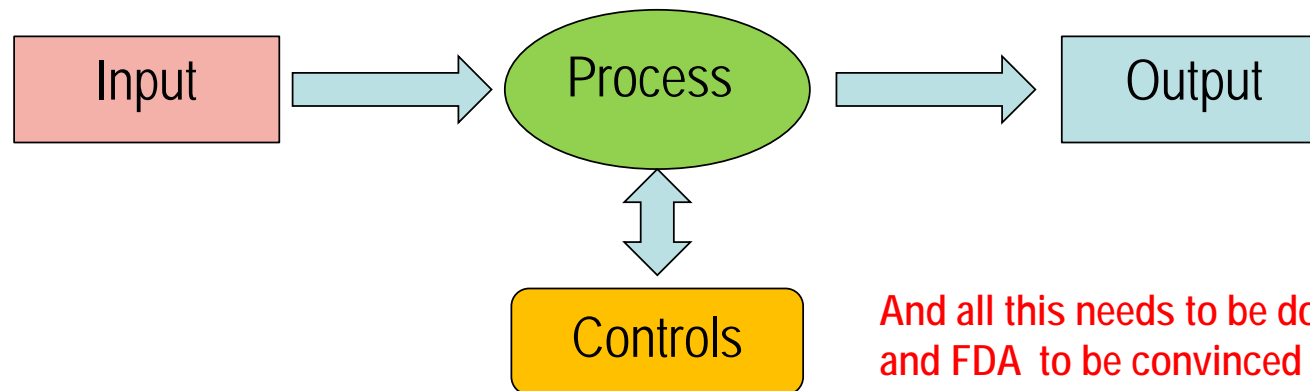 Input
Process
Output
Controls
And all this needs to be
and FDA to be convinced